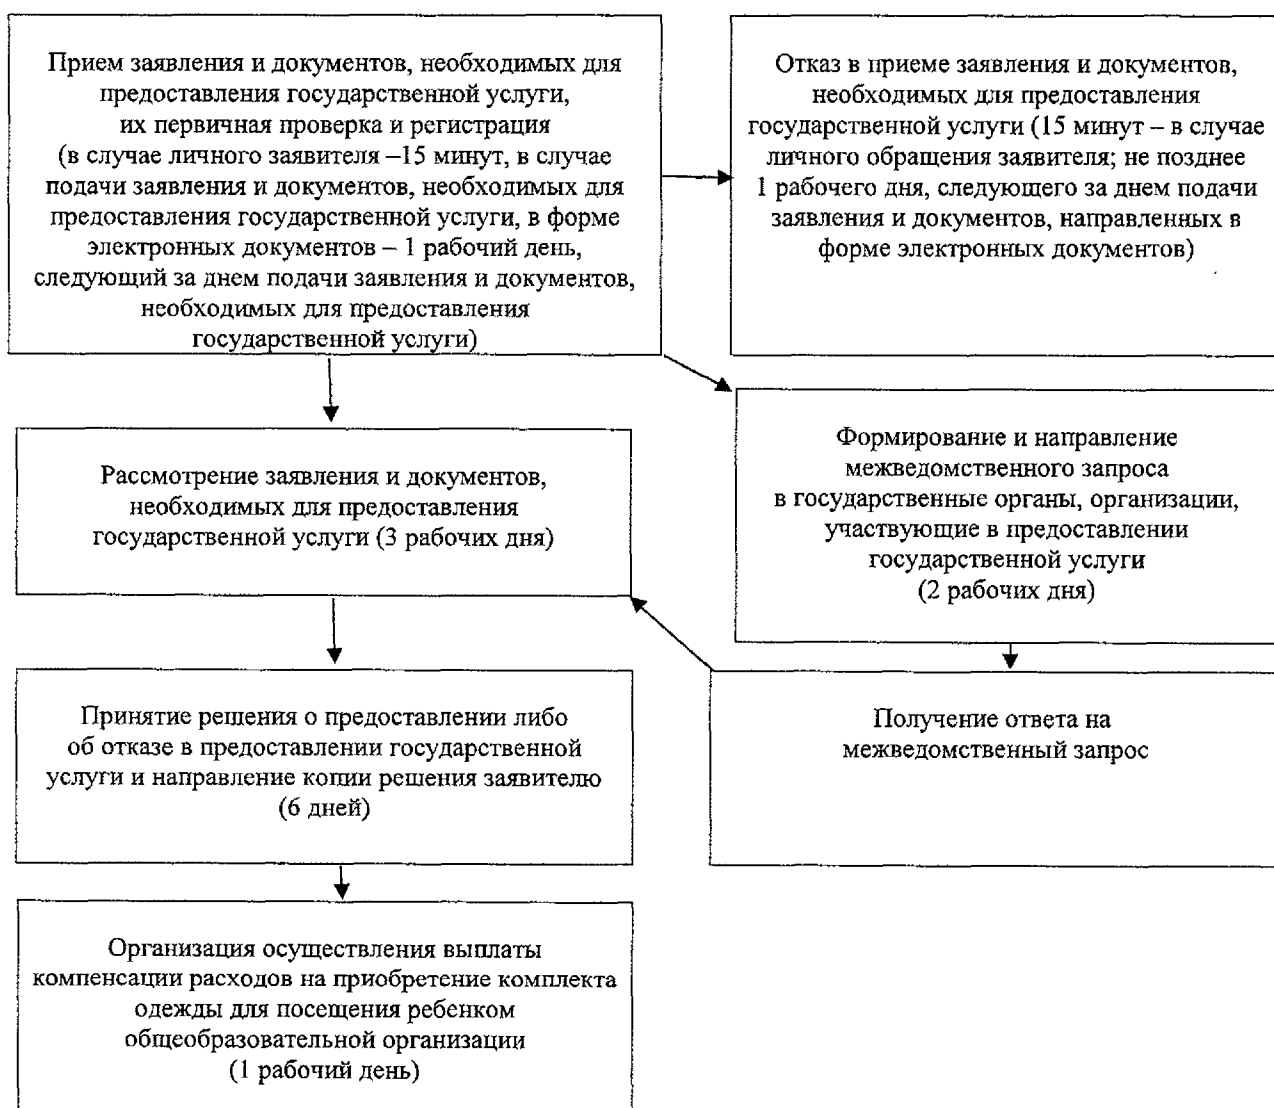 Прием заявления и документов, необходимых для
предоставления государственной услуги,
их первичная проверка и регистрация
(в случае личного заявителя –15 минут, в случае
подачи заявления и документов, необходимых для
предоставления государственной услуги, в форме
электронных документов – 1 рабочий день,
следующий за днем подачи заявления и документов,
необходимых для предоставления
государственной услуги)
Отказ в приеме заявления и документов,
необходимых для предоставления
государственной услуги (15 минут – в случае
личного обращения заявителя; не позднее
1 рабочего дня, следующего за днем подачи
заявления и документов, направленных в
форме электронных документов)
Формирование и направление
межведомственного запроса
в государственные органы, организации,
участвующие в предоставлении
государственной услуги
(2 рабочих дня)
Рассмотрение заявления и документов,
необходимых для предоставления
государственной услуги (3 рабочих дня)
Получение ответа на
межведомственный запрос
Принятие решения о предоставлении либо
об отказе в предоставлении государственной
услуги и направление копии решения заявителю
(6 дней)
Организация осуществления выплаты
компенсации расходов на приобретение комплекта
одежды для посещения ребенком
общеобразовательной организации
(1 рабочий день)